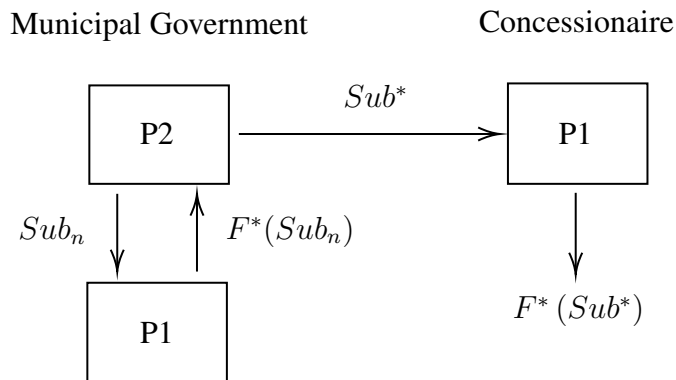 Municipal Government
Concessionaire
Sub*
P2
P1
Sub_n
F*(Sub_n)
P1
F* (Sub*)